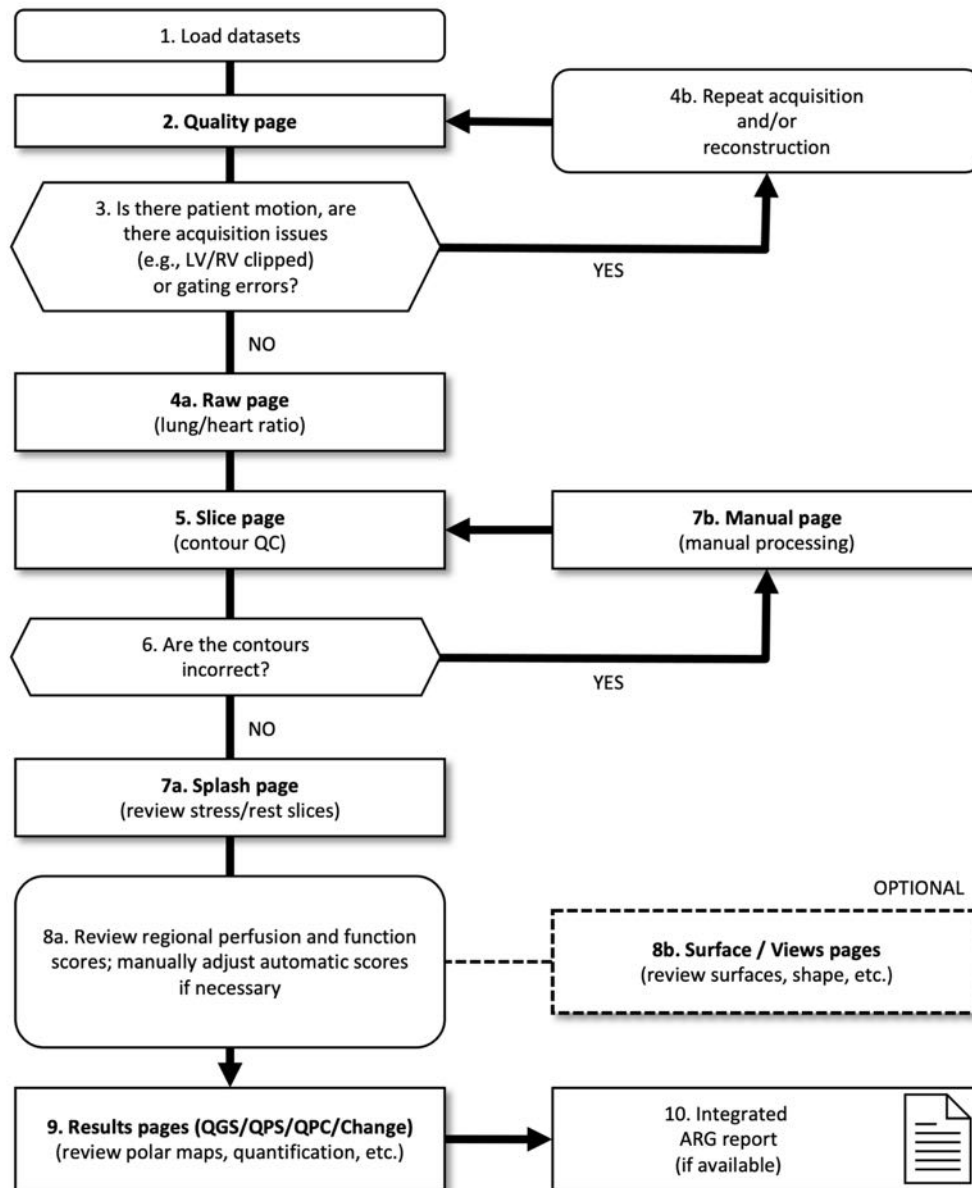 1. Load datasets
2. Quality page
4b. Repeat acquisition
and/or
reconstruction
3. Is there patient motion, are
there acquisition issues
(e.g., LV/RV clipped)
or gating errors?
YES
NO
4a. Raw page
(lung/heart ratio)
5. Slice page
(contour QC)
7b. Manual page
(manual processing)
6. Are the contours
incorrect?
YES
NO
7a. Splash page
(review stress/rest slices)
OPTIONAL
8a. Review regional perfusion and function
scores; manually adjust automatic scores
if necessary
8b. Surface / Views pages
(review surfaces, shape, etc.)
9. Results pages (QGS/QPS/QPC/Change)
(review polar maps, quantification, etc.)
10. Integrated
ARG report
(if available)